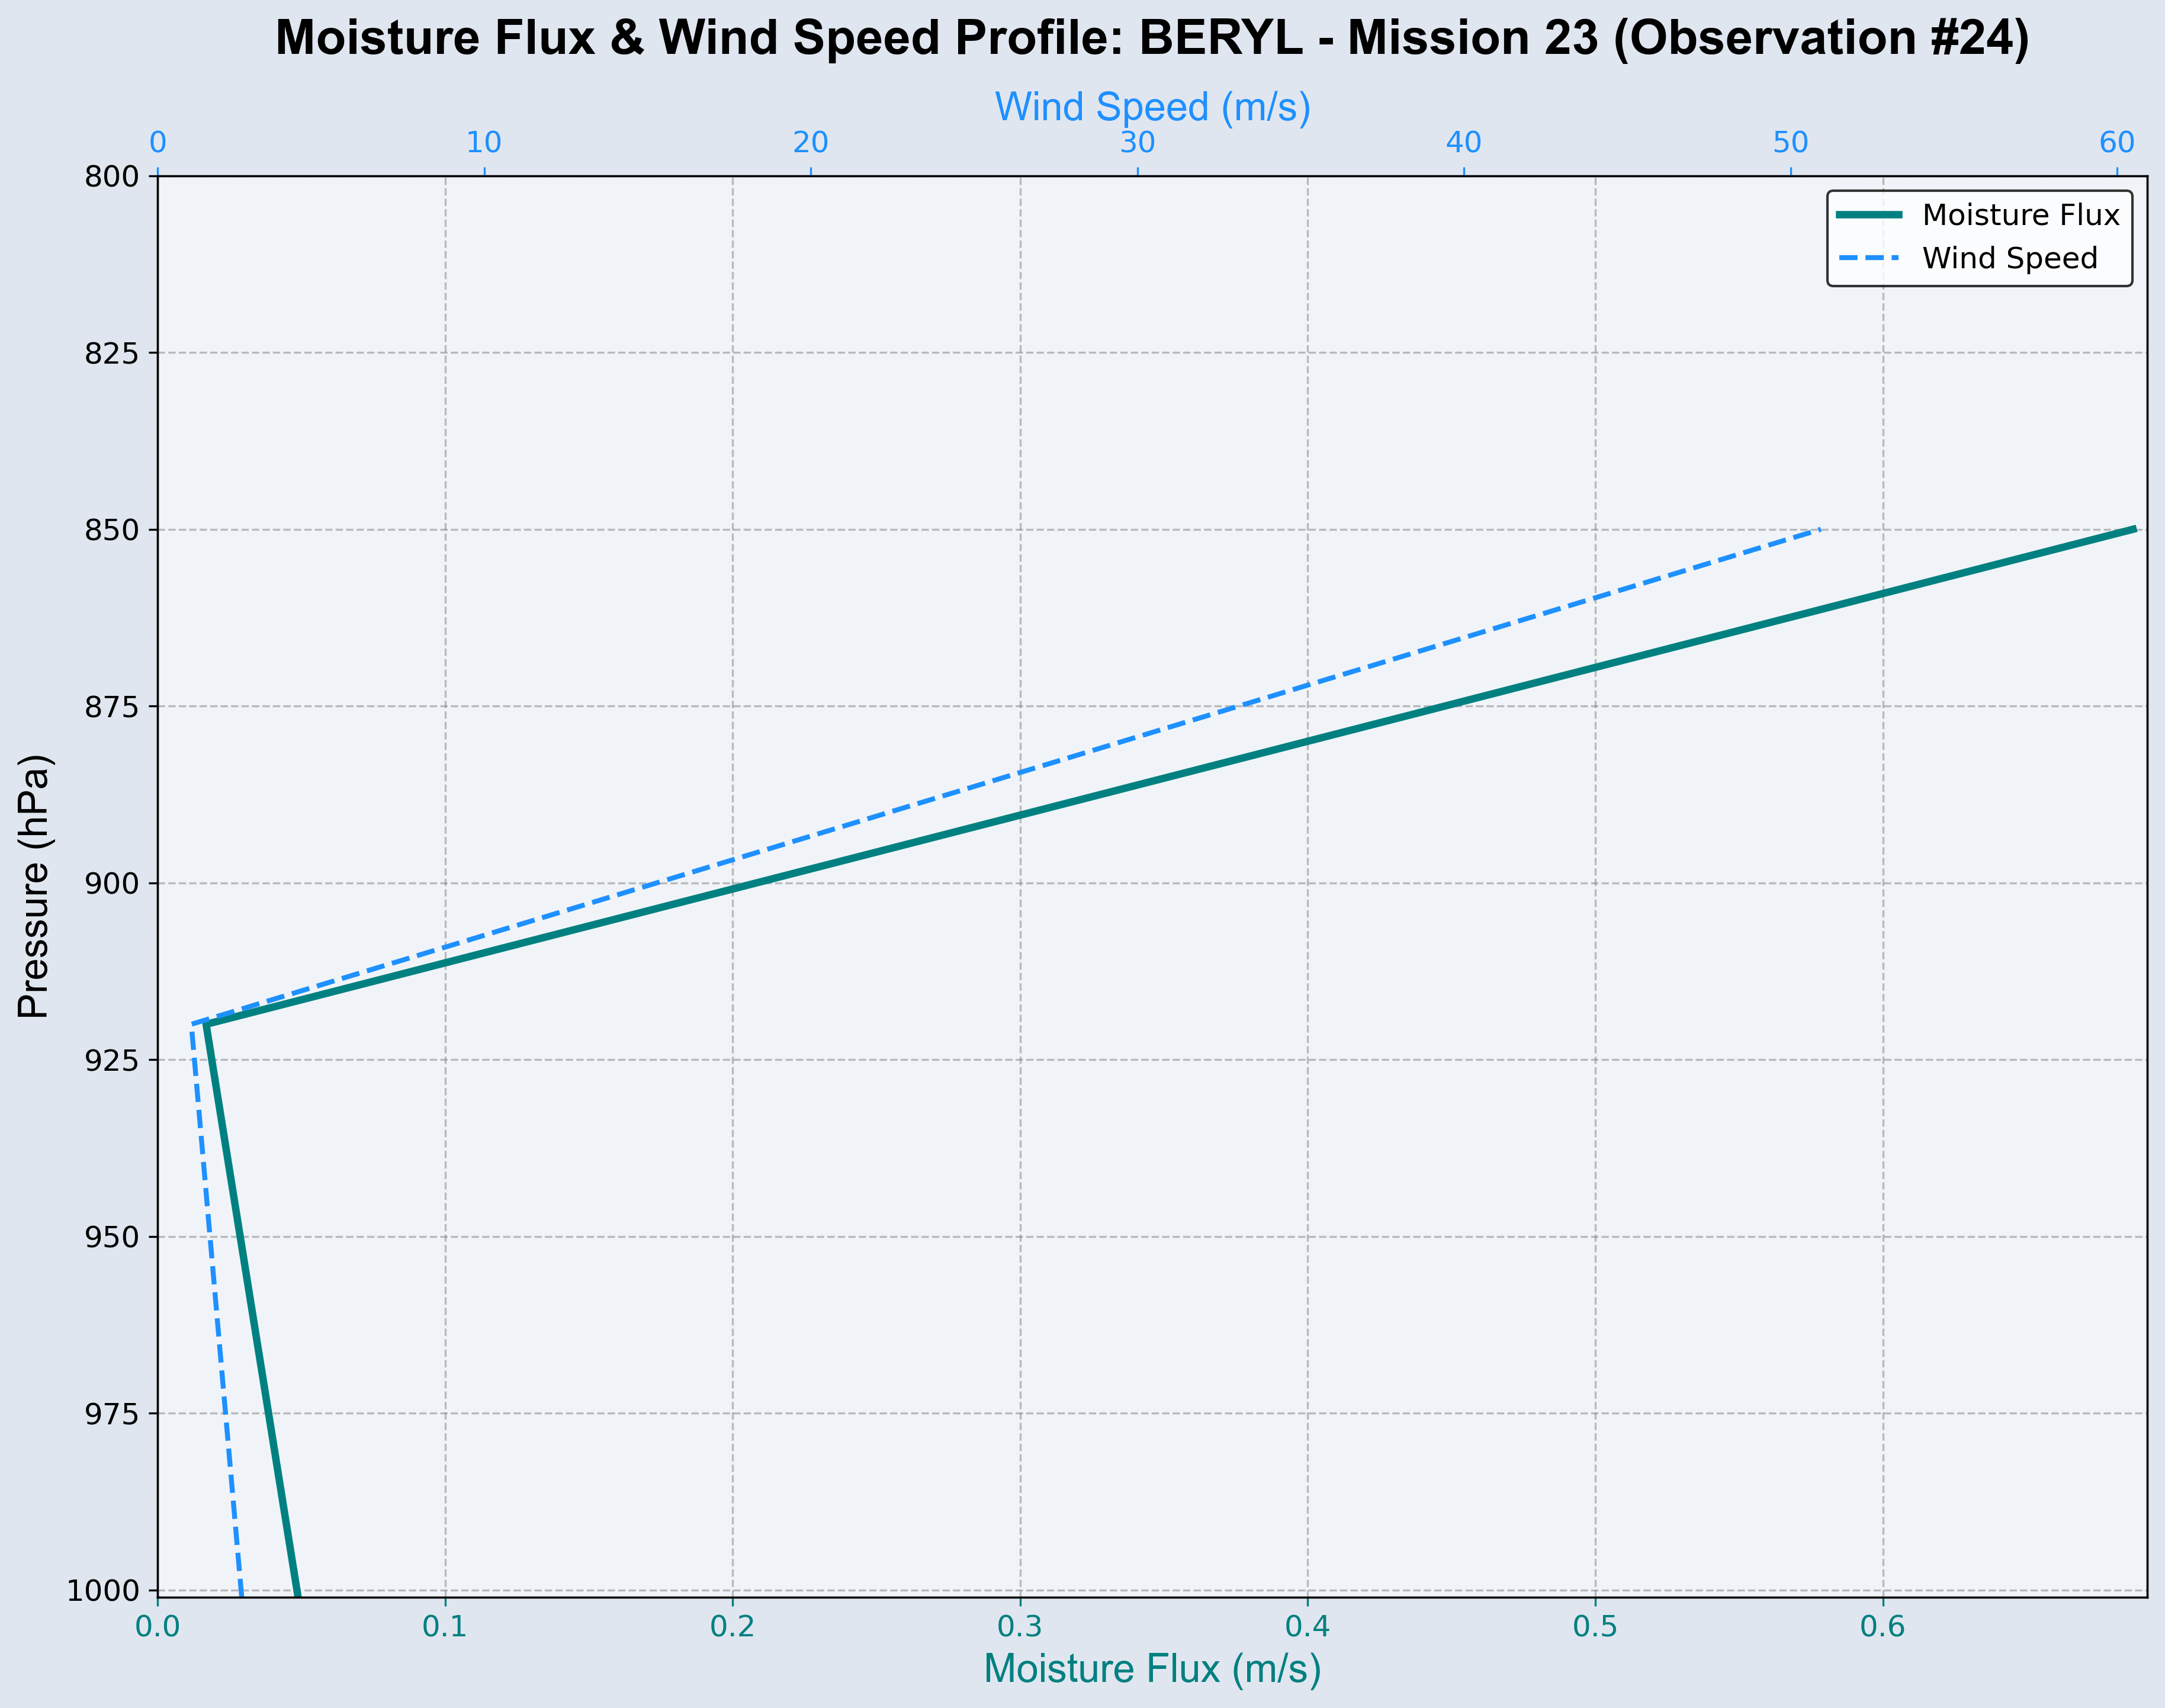 Moisture Flux & Wind Speed Profile: BERYL - Mission 23 (Observation #24)
Wind Speed (m/s)
0 10 20 30 40 50 60
Moisture Flux
Wind Speed
Pressure (hPa)
800
825
850
875
900
925
950
975
1000
0.0 0.1 0.2 0.3 0.4 0.5 0.6
Moisture Flux (m/s)